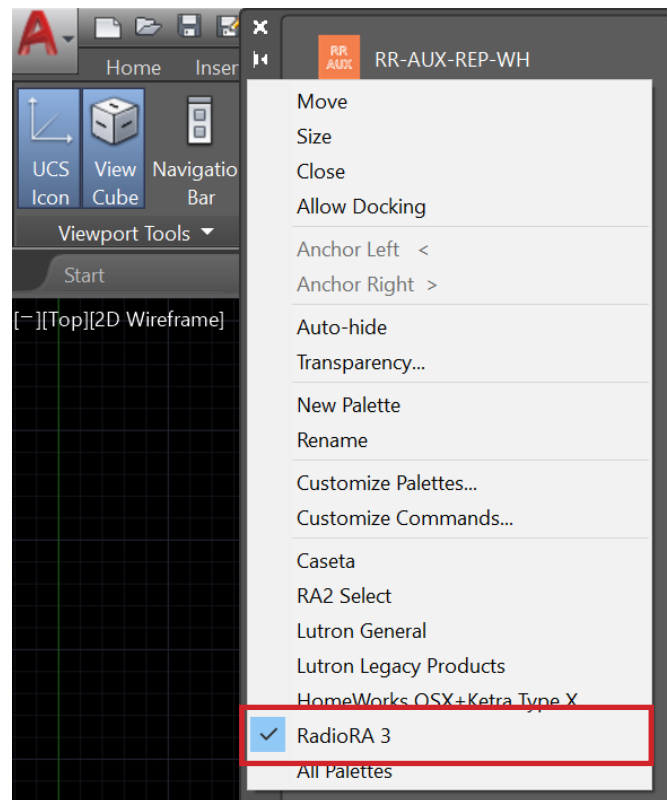 A
Home Inser
RR
AUX
RR-AUX-REP-WH
UCS
Icon
View
Cube
Navigatio
Bar
Viewport Tools
Start
[−][Top][2D Wireframe]
Move
Size
Close
Allow Docking
Anchor Left <
Anchor Right >
Auto-hide
Transparency...
New Palette
Rename
Customize Palettes...
Customize Commands...
Caseta
RA2 Select
Lutron General
Lutron Legacy Products
HomeWorks QSX+Ketra Type X
RadioRA 3
All Palettes